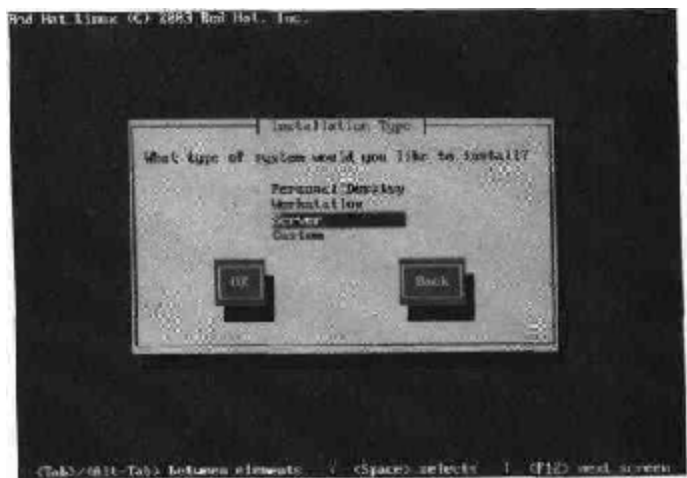 Red Hat Linux (C) 2003 Red Hat, Inc.
Installation Type
What type of system would you like to install?
Personal Desktop
Workstation
Server
Custom
OK
Back
<Tab>/<Alt-Tab> between elements | <Space> selects | <F12> next screen